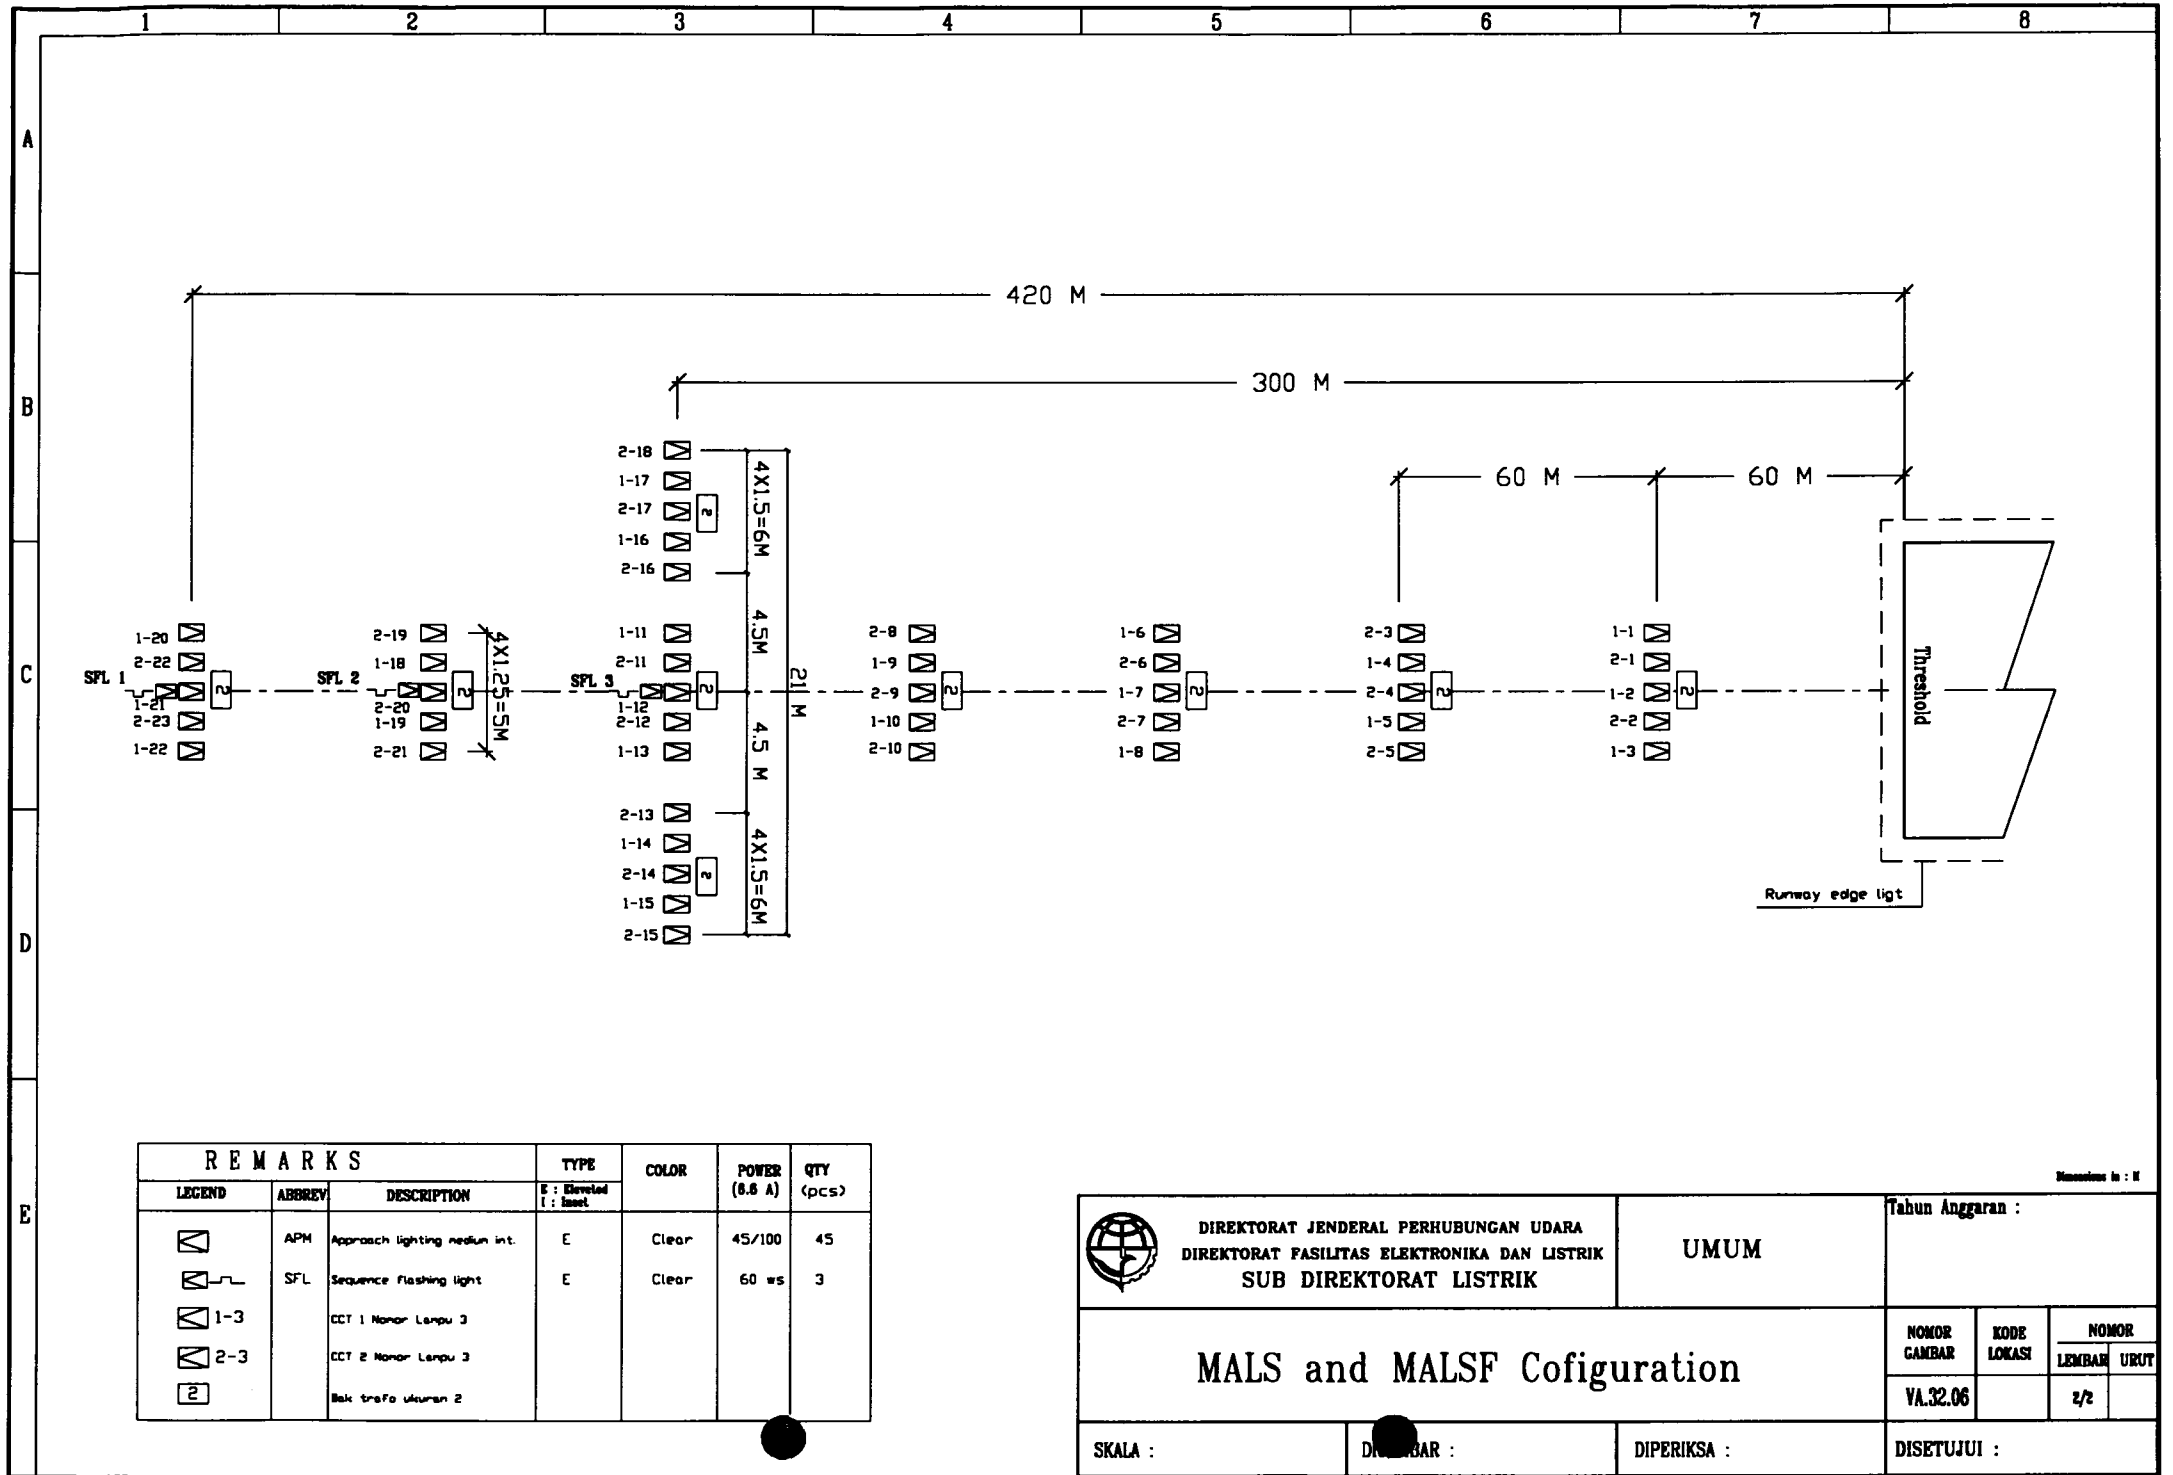 1 2 3 4 5 6 7 8
A
B
C
D
E
420 M
300 M
60 M 60 M
2-18
1-17
2-17 2
1-16
2-16
4X1.5=6M
4.5M
21 M
4.5 M
4X1.5=6M
SFL 1
1-20
2-22
1-21 2
2-23
1-22
SFL 2
2-19
1-18
2-20 2
1-19
2-21
4X1.25=5M
SFL 3
1-11
2-11
1-12 2
2-12
1-13
2-13
1-14
2-14 2
1-15
2-15
2-8
1-9
2-9 2
1-10
2-10
1-6
2-6
1-7 2
2-7
1-8
2-3
1-4
2-4 2
1-5
2-5
1-1
2-1
1-2 2
2-2
1-3
Threshold
Runway edge ligt
REMARKS TYPE COLOR POWER (6.6 A) QTY (pcs)
LEGEND ABBREV DESCRIPTION E : Elevated I : Inset
APM Approach lighting medium int. E Clear 45/100 45
SFL Sequence flashing light E Clear 60 ws 3
1-3 CCT 1 Nomor Lampu 3
2-3 CCT 2 Nomor Lampu 3
2 Bak trafo ukuran 2
Dimensions in : M
DIREKTORAT JENDERAL PERHUBUNGAN UDARA
DIREKTORAT FASILITAS ELEKTRONIKA DAN LISTRIK
SUB DIREKTORAT LISTRIK
UMUM
Tahun Anggaran :
MALS and MALSF Cofiguration
NOMOR GAMBAR KODE LOKASI NOMOR
LEMBAR URUT
VA.32.06 2/2
SKALA : DIPERIKSA : DISETUJUI :